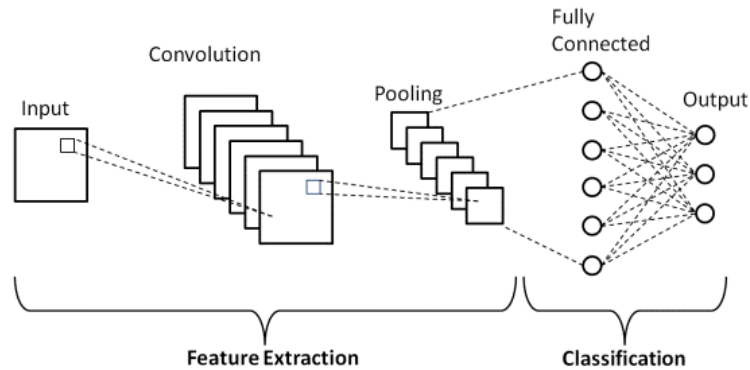 Input
Convolution
Pooling
Fully
Connected
Output
Feature Extraction
Classification